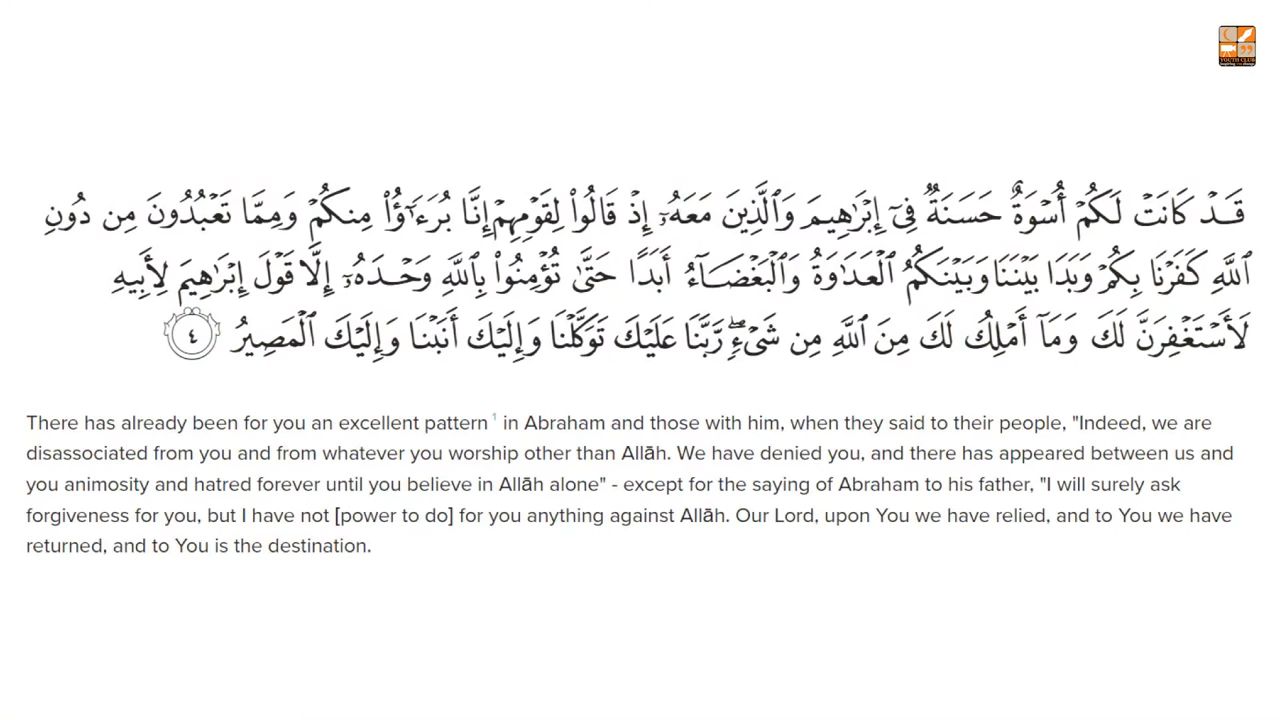 YOUTH CLUB
قَدۡ كَانَتۡ لَكُمۡ أُسۡوَةٌ حَسَنَةٌ فِيٓ إِبۡرَٰهِيمَ وَٱلَّذِينَ مَعَهُۥٓ إِذۡ قَالُواْ لِقَوۡمِهِمۡ إِنَّا بُرَءَٰٓؤُاْ مِنكُمۡ وَمِمَّا تَعۡبُدُونَ مِن دُونِ
ٱللَّهِ كَفَرۡنَا بِكُمۡ وَبَدَا بَيۡنَنَا وَبَيۡنَكُمُ ٱلۡعَدَٰوَةُ وَٱلۡبَغۡضَآءُ أَبَدًا حَتَّىٰ تُؤۡمِنُواْ بِٱللَّهِ وَحۡدَهُۥٓ إِلَّا قَوۡلَ إِبۡرَٰهِيمَ لِأَبِيهِ
لَأَسۡتَغۡفِرَنَّ لَكَ وَمَآ أَمۡلِكُ لَكَ مِنَ ٱللَّهِ مِن شَيۡءٖۖ رَّبَّنَا عَلَيۡكَ تَوَكَّلۡنَا وَإِلَيۡكَ أَنَبۡنَا وَإِلَيۡكَ ٱلۡمَصِيرُ ٤
There has already been for you an excellent pattern 1 in Abraham and those with him, when they said to their people, "Indeed, we are
disassociated from you and from whatever you worship other than Allāh. We have denied you, and there has appeared between us and
you animosity and hatred forever until you believe in Allāh alone" - except for the saying of Abraham to his father, "I will surely ask
forgiveness for you, but I have not [power to do] for you anything against Allāh. Our Lord, upon You we have relied, and to You we have
returned, and to You is the destination.